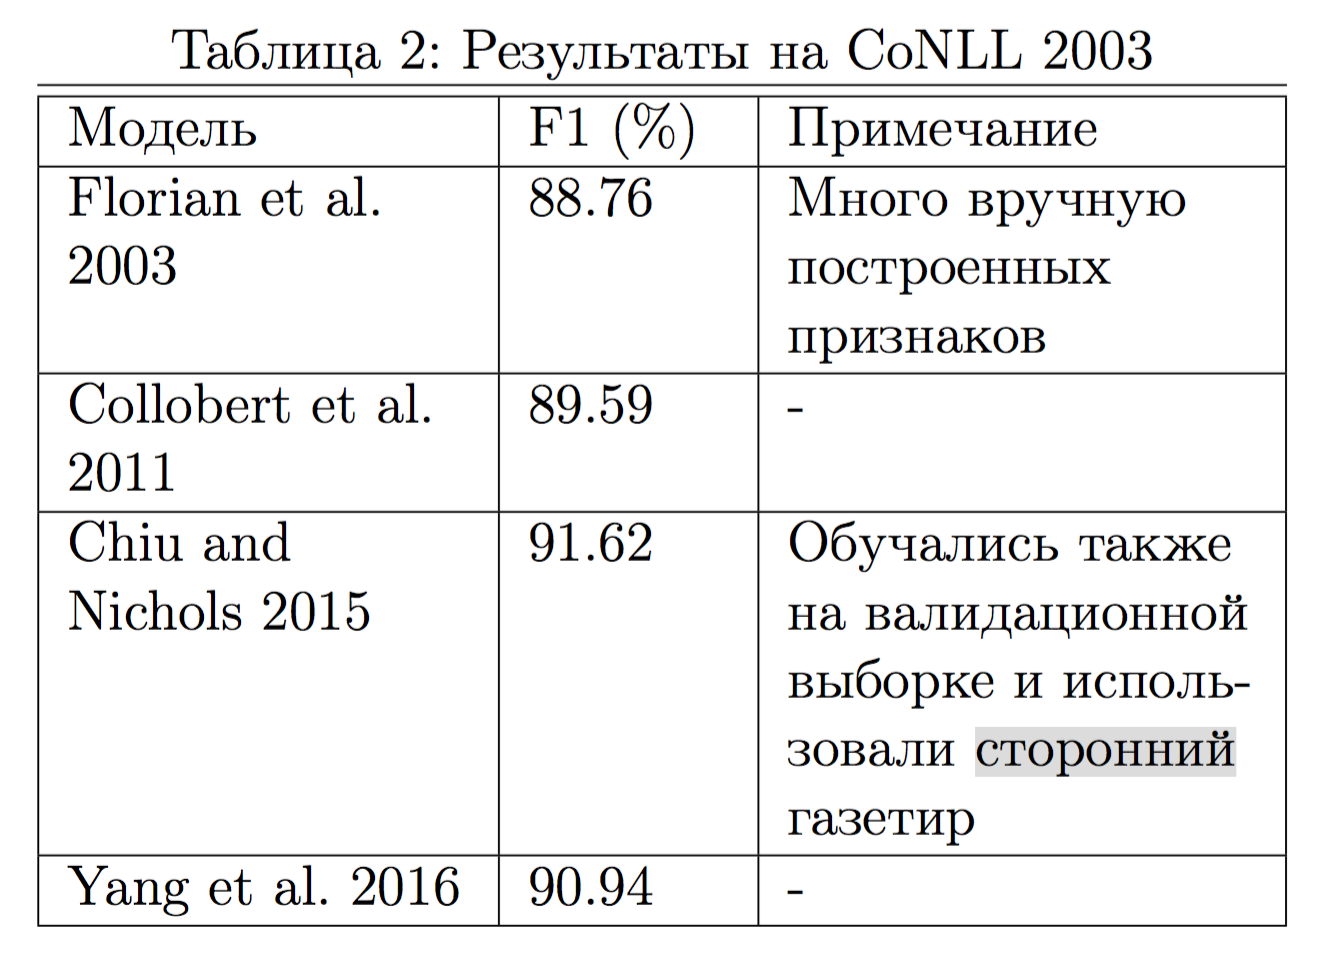 Таблица 2: Результаты на CoNLL 2003
Модель F1 (%) Примечание
Florian et al. 88.76 Много вручную
2003 построенных
признаков
Collobert et al. 89.59 -
2011
Chiu and 91.62 Обучались также
Nichols 2015 на валидационной
выборке и исполь-
зовали сторонний
газетир
Yang et al. 2016 90.94 -